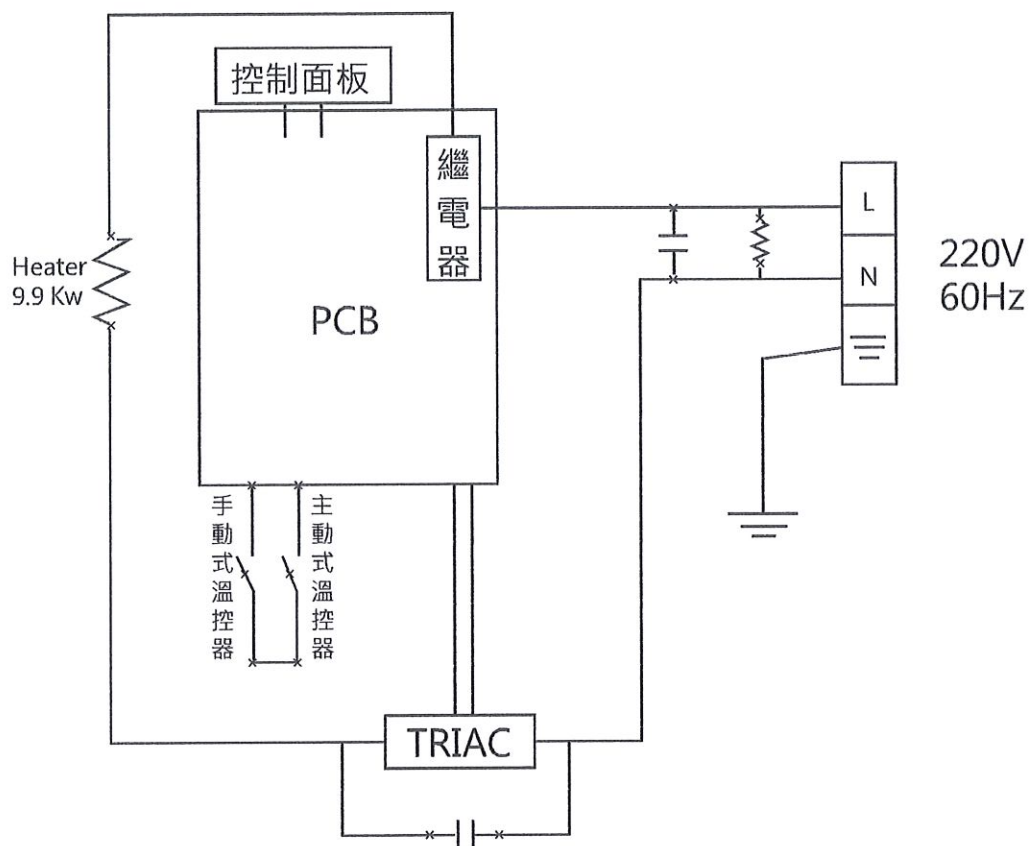 控制面板
繼電器
L
N
220V
60Hz
Heater
9.9 Kw
PCB
手動式溫控器
主動式溫控器
TRIAC